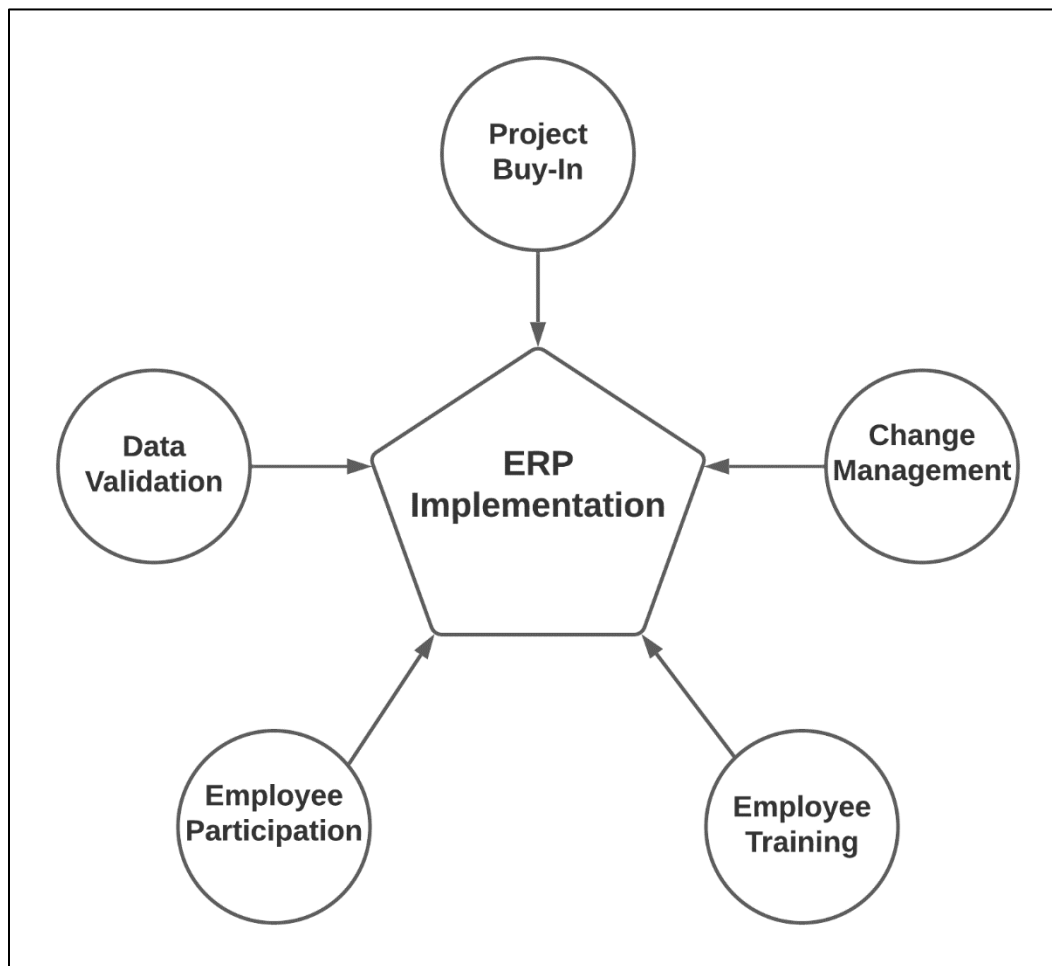 Project
Buy-In
Data
Validation
ERP
Implementation
Change
Management
Employee
Participation
Employee
Training